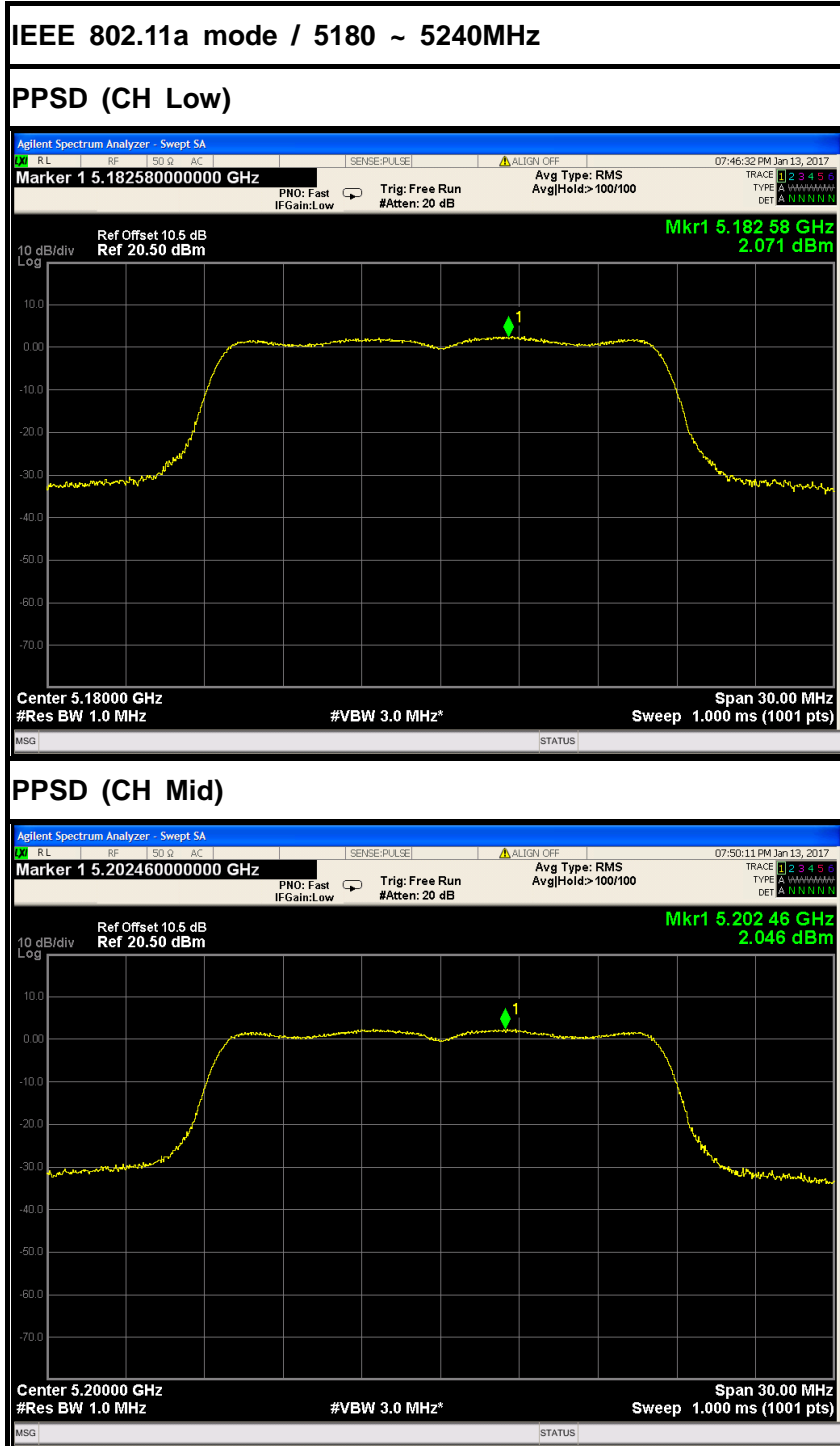 IEEE 802.11a mode / 5180 ~ 5240MHz
PPSD (CH Low)
Agilent Spectrum Analyzer - Swept SA
LXI RL RF 50 Ω AC SENSE:PULSE ALIGN OFF 07:46:32 PM Jan 13, 2017
Marker 1 5.182580000000 GHz
PNO: Fast Trig: Free Run Avg Type: RMS TRACE 1 2 3 4 5 6
IFGain:Low #Atten: 20 dB Avg|Hold:>100/100 TYPE A WWWWW
DET A N N N N N
Mkr1 5.182 58 GHz
2.071 dBm
Ref Offset 10.5 dB
10 dB/div Ref 20.50 dBm
Log
10.0
0.00
-10.0
-20.0
-30.0
-40.0
-50.0
-60.0
-70.0
1
Center 5.18000 GHz Span 30.00 MHz
#Res BW 1.0 MHz #VBW 3.0 MHz* Sweep 1.000 ms (1001 pts)
MSG STATUS
PPSD (CH Mid)
Agilent Spectrum Analyzer - Swept SA
LXI RL RF 50 Ω AC SENSE:PULSE ALIGN OFF 07:50:11 PM Jan 13, 2017
Marker 1 5.202460000000 GHz
PNO: Fast Trig: Free Run Avg Type: RMS TRACE 1 2 3 4 5 6
IFGain:Low #Atten: 20 dB Avg|Hold:>100/100 TYPE A WWWWW
DET A N N N N N
Mkr1 5.202 46 GHz
2.046 dBm
Ref Offset 10.5 dB
10 dB/div Ref 20.50 dBm
Log
10.0
0.00
-10.0
-20.0
-30.0
-40.0
-50.0
-60.0
-70.0
1
Center 5.20000 GHz Span 30.00 MHz
#Res BW 1.0 MHz #VBW 3.0 MHz* Sweep 1.000 ms (1001 pts)
MSG STATUS